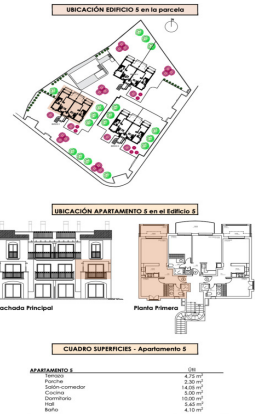 UBICACIÓN EDIFICIO 5 en la parcela
UBICACIÓN APARTAMENTO 5 en el Edificio 5
achada Principal
Planta Primera
CUADRO SUPERFICIES - Apartamento 5
APARTAMENTO 5 Útil
Terraza 4,75 m²
Porche 2,30 m²
Salón-comedor 14,05 m²
Cocina 5,00 m²
Dormitorio 10,00 m²
Hall 5,65 m²
Baño 4,10 m²